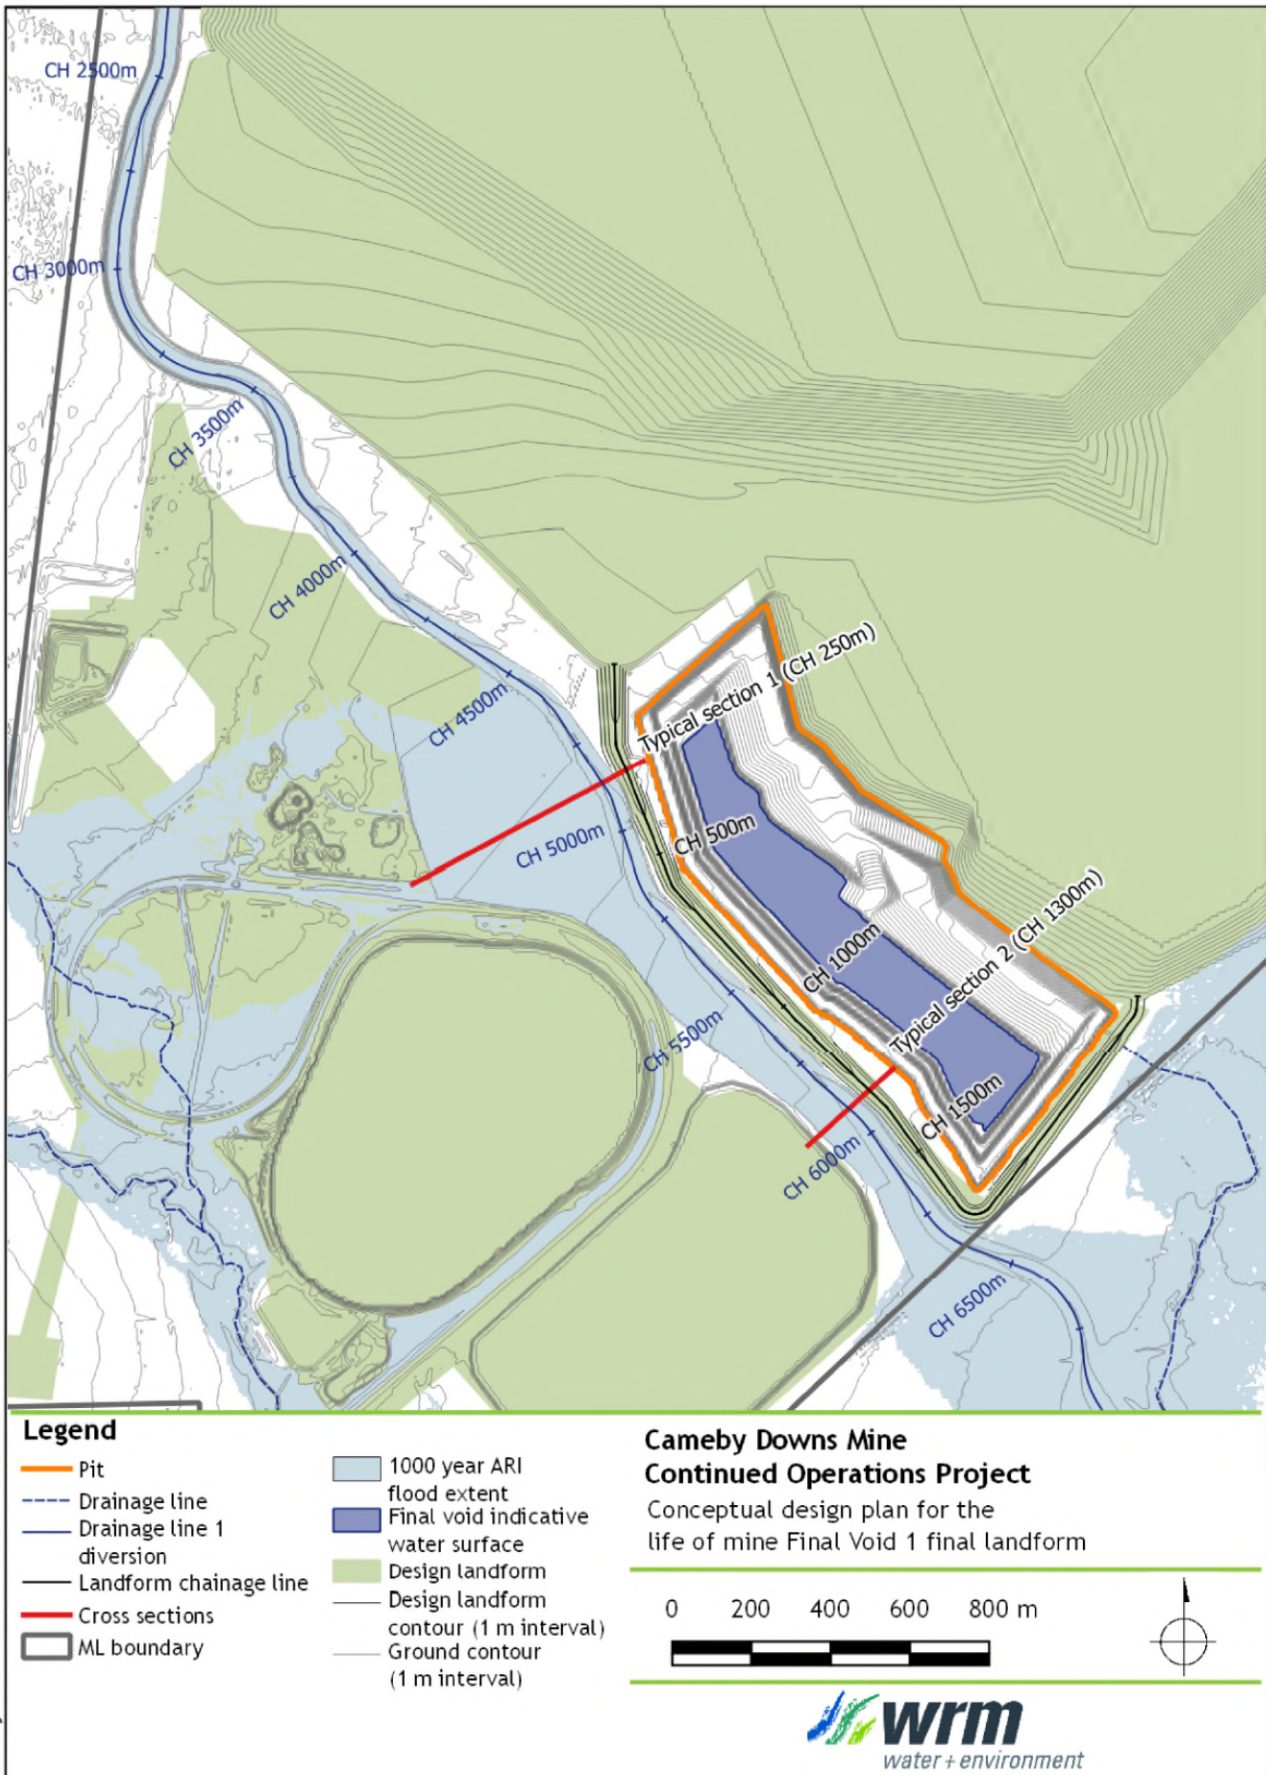 CH 2500m
CH 3000m
CH 3500m
CH 4000m
CH 4500m
Typical section 1 (CH 250m)
CH 5000m
CH 500m
CH 1000m
Typical section 2 (CH 1300m)
CH 5500m
CH 1500m
CH 6000m
CH 6500m
Legend
Pit
Drainage line
Drainage line 1
diversion
Landform chainage line
Cross sections
ML boundary
1000 year ARI
flood extent
Final void indicative
water surface
Design landform
Design landform
contour (1 m interval)
Ground contour
(1 m interval)
Cameby Downs Mine
Continued Operations Project
Conceptual design plan for the
life of mine Final Void 1 final landform
0 200 400 600 800 m
wrm
water + environment